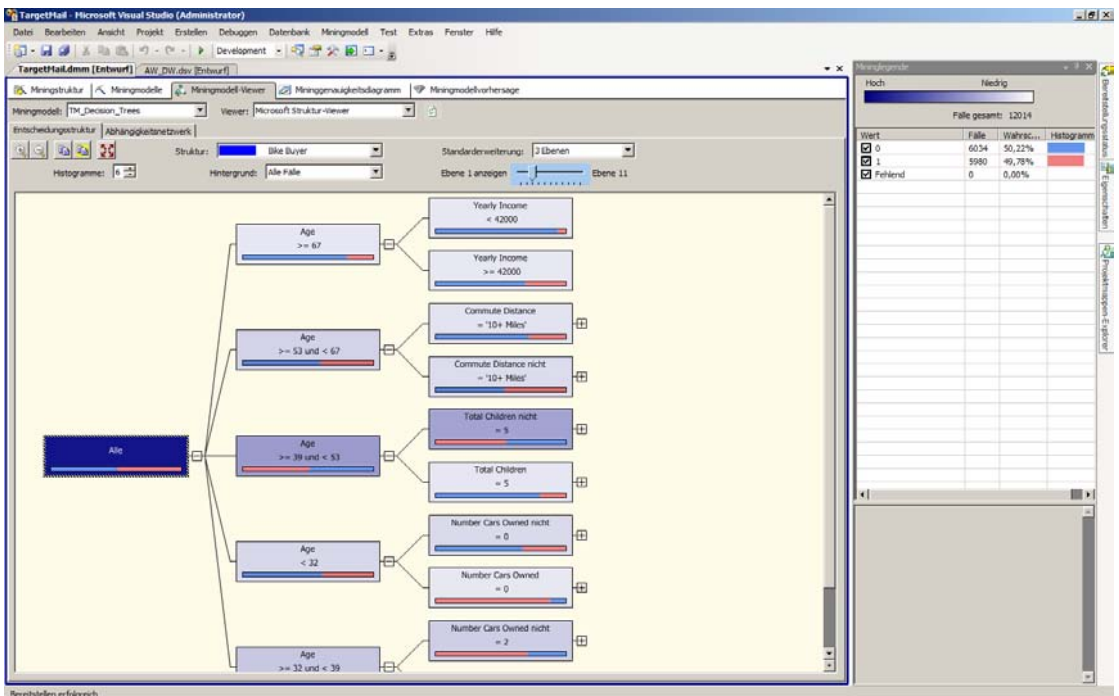 TargetMail - Microsoft Visual Studio (Administrator)
Datei Bearbeiten Ansicht Projekt Erstellen Debuggen Datenbank Miningmodell Test Extras Fenster Hilfe
Development
TargetMail.dmm [Entwurf] AW_DW.dsv [Entwurf]
Miningstruktur Miningmodelle Miningmodell-Viewer Mininggenauigkeitsdiagramm Miningmodellvorhersage
Miningmodell: TM_Decision_Trees Viewer: Microsoft Struktur-Viewer
Entscheidungsstruktur Abhängigkeitsnetzwerk
Struktur: Bike Buyer Standarderweiterung: 3 Ebenen
Histogramme: 6 Hintergrund: Alle Fälle Ebene 1 anzeigen Ebene 11
Alle
Age
>= 67
Yearly Income
< 42000
Yearly Income
>= 42000
Age
>= 53 und < 67
Commute Distance
= '10+ Miles'
Commute Distance nicht
= '10+ Miles'
Age
>= 39 und < 53
Total Children nicht
= 5
Total Children
= 5
Age
< 32
Number Cars Owned nicht
= 0
Number Cars Owned
= 0
Age
>= 32 und < 39
Number Cars Owned nicht
= 2
Mininglegende
Hoch Niedrig
Fälle gesamt: 12014
Wert Fälle Wahrsc... Histogramm
0 6034 50,22%
1 5980 49,78%
Fehlend 0 0,00%
Bereitstellungsstatus
Eigenschaften
Projektmappen-Explorer
Bereitstellen erfolgreich